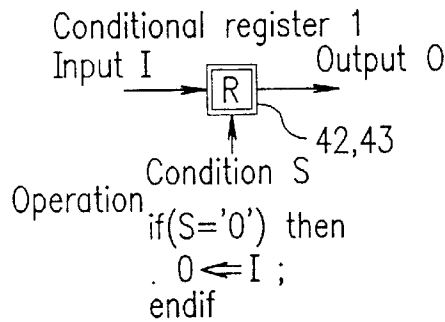 Conditional register 1
Input I
Output O
R
42,43
Condition S
Operation
if(S='0') then
O<=I ;
endif